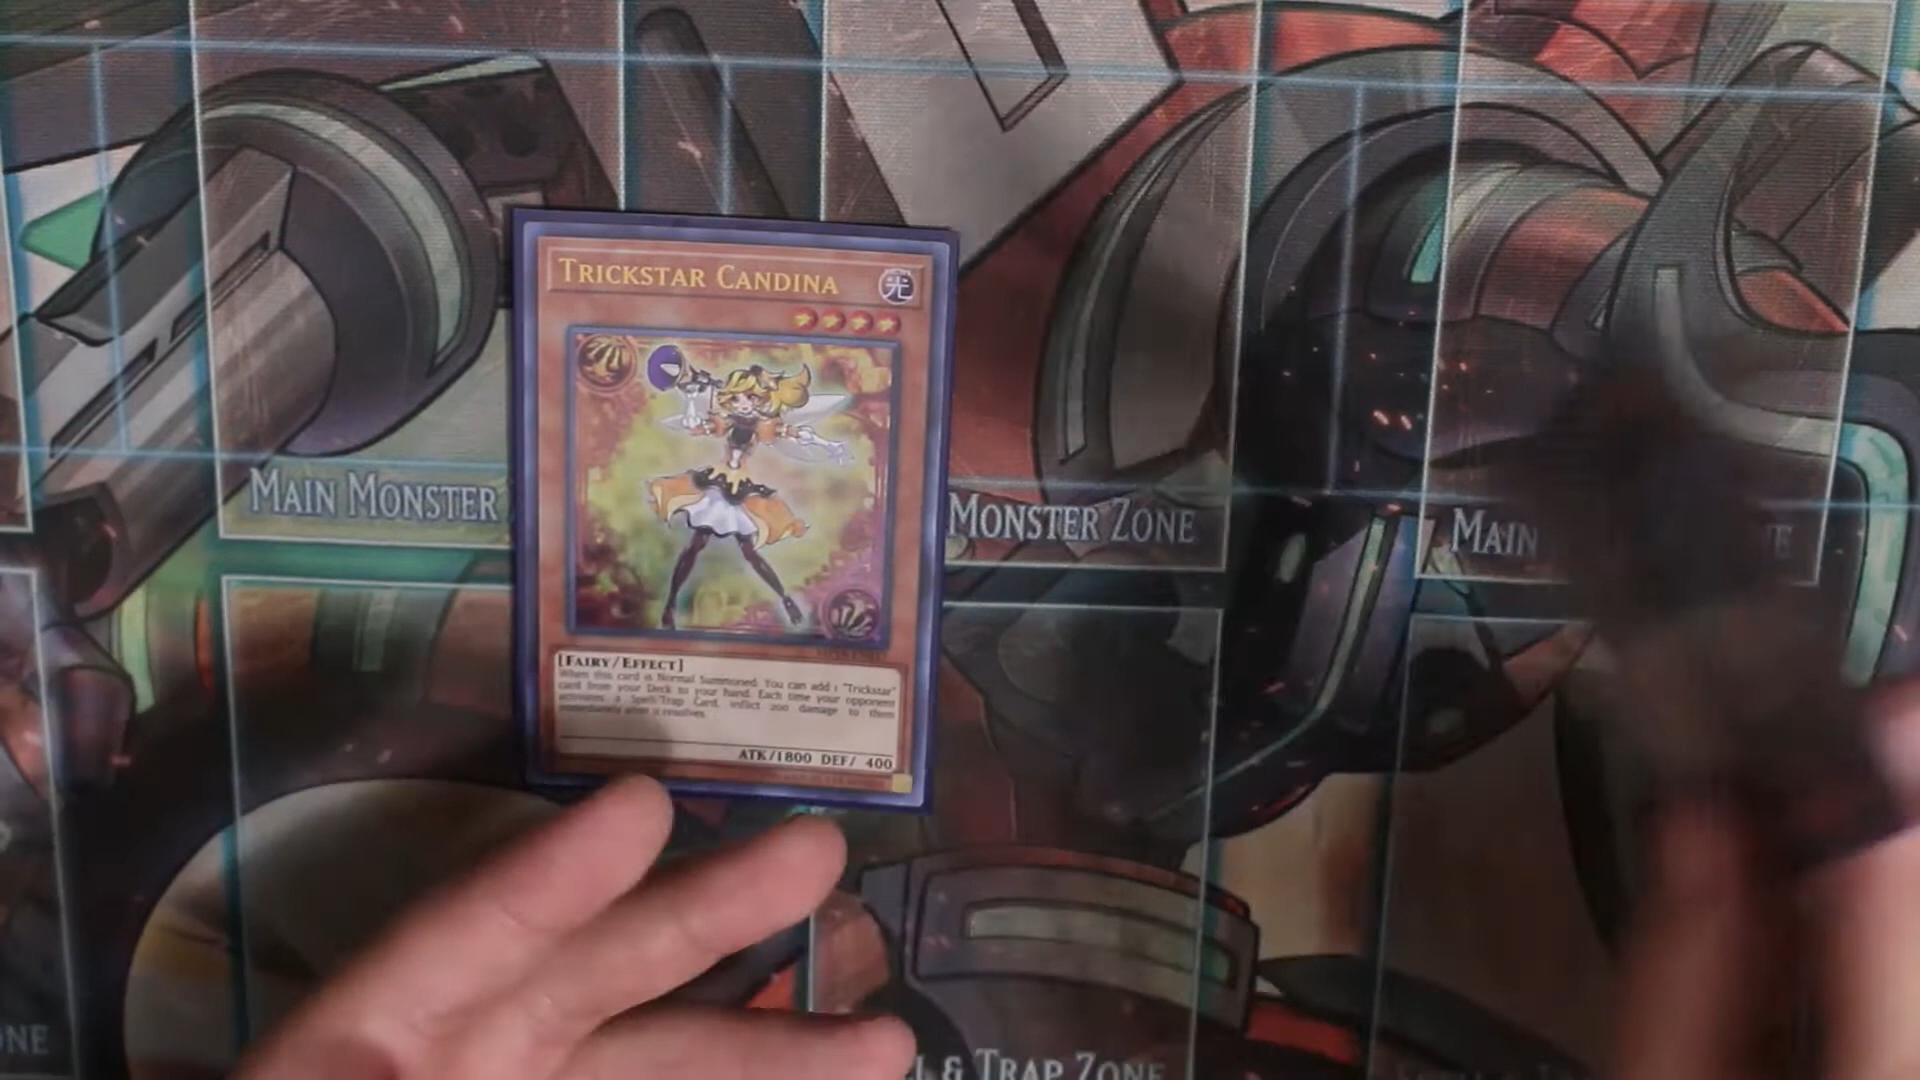 TRICKSTAR CANDINA
光
MAIN MONSTER
MONSTER ZONE
MAIN
[FAIRY/EFFECT]
When this card is Normal Summoned: You can add 1 "Trickstar"
card from your Deck to your hand. Each time your opponent
activates a Spell/Trap Card, inflict 200 damage to them
immediately after it resolves.
ATK/1800 DEF/ 400
& TRAP ZONE